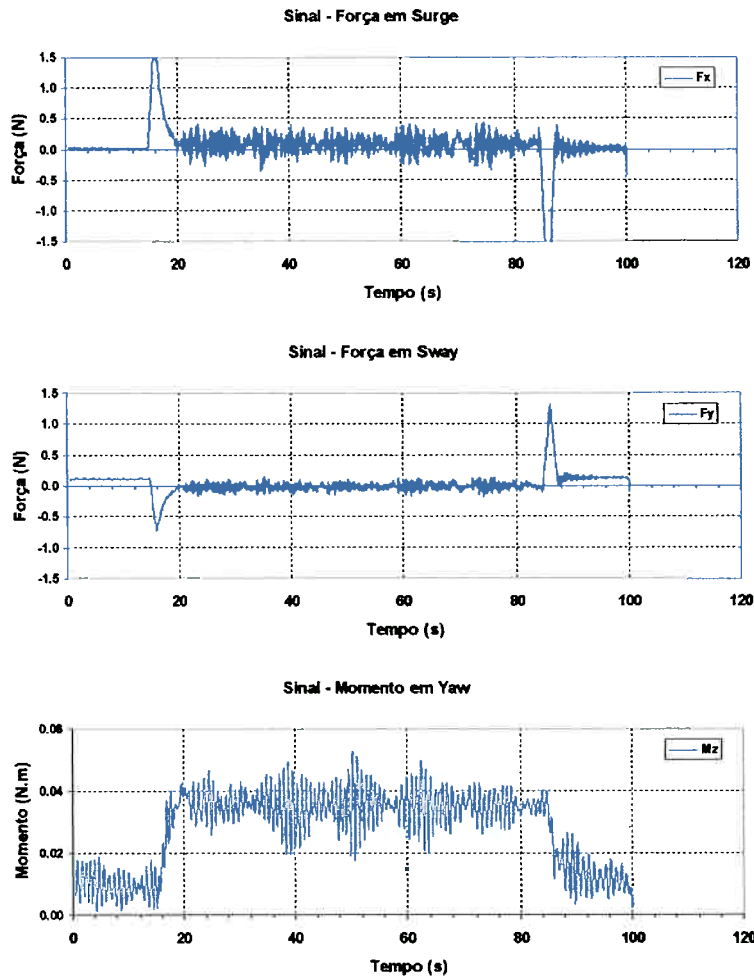 Sinal - Força em Surge
Força (N)
1.5
1.0
0.5
0.0
-0.5
-1.0
-1.5
Fx
0 20 40 60 80 100 120
Tempo (s)
Sinal - Força em Sway
Força (N)
1.5
1.0
0.5
0.0
-0.5
-1.0
-1.5
Fy
0 20 40 60 80 100 120
Tempo (s)
Sinal - Momento em Yaw
Momento (N.m)
0.06
0.04
0.02
0.00
Mz
0 20 40 60 80 100 120
Tempo (s)